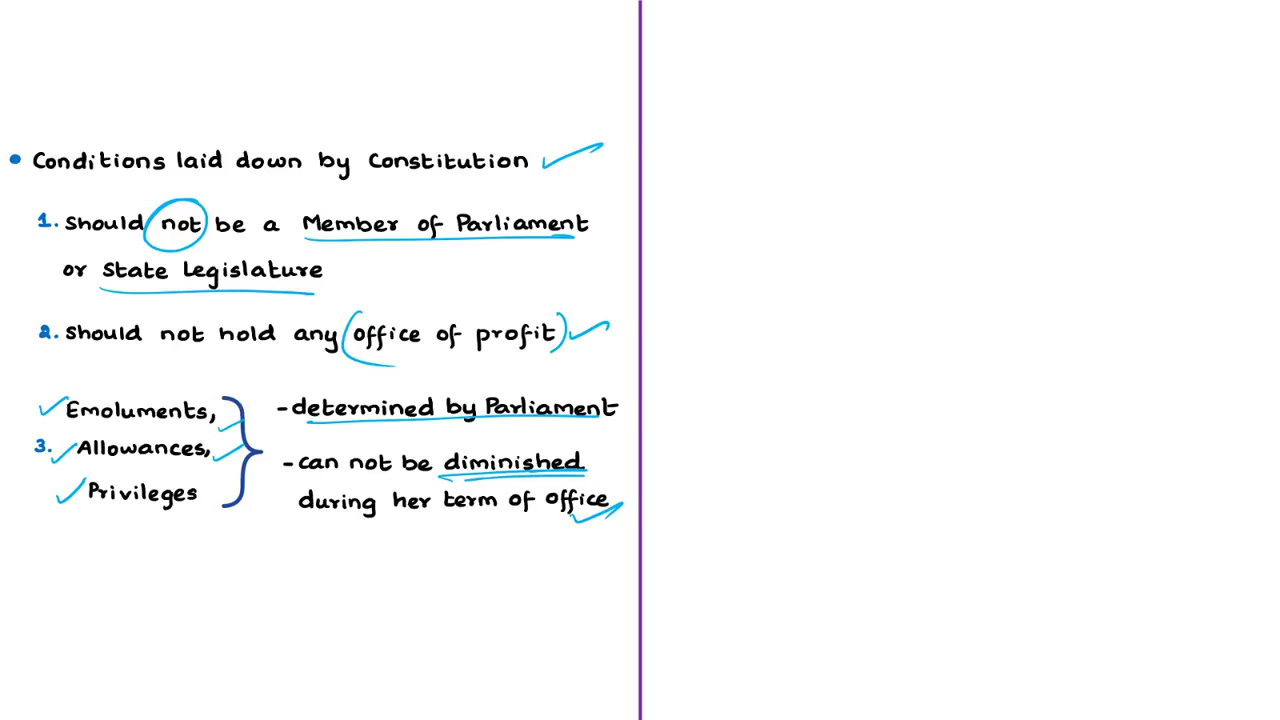 • Conditions laid down by Constitution
1. Should not be a Member of Parliament
or State Legislature
2. Should not hold any office of profit
Emoluments,
3. Allowances,
Privileges
- determined by Parliament
- can not be diminished
during her term of office